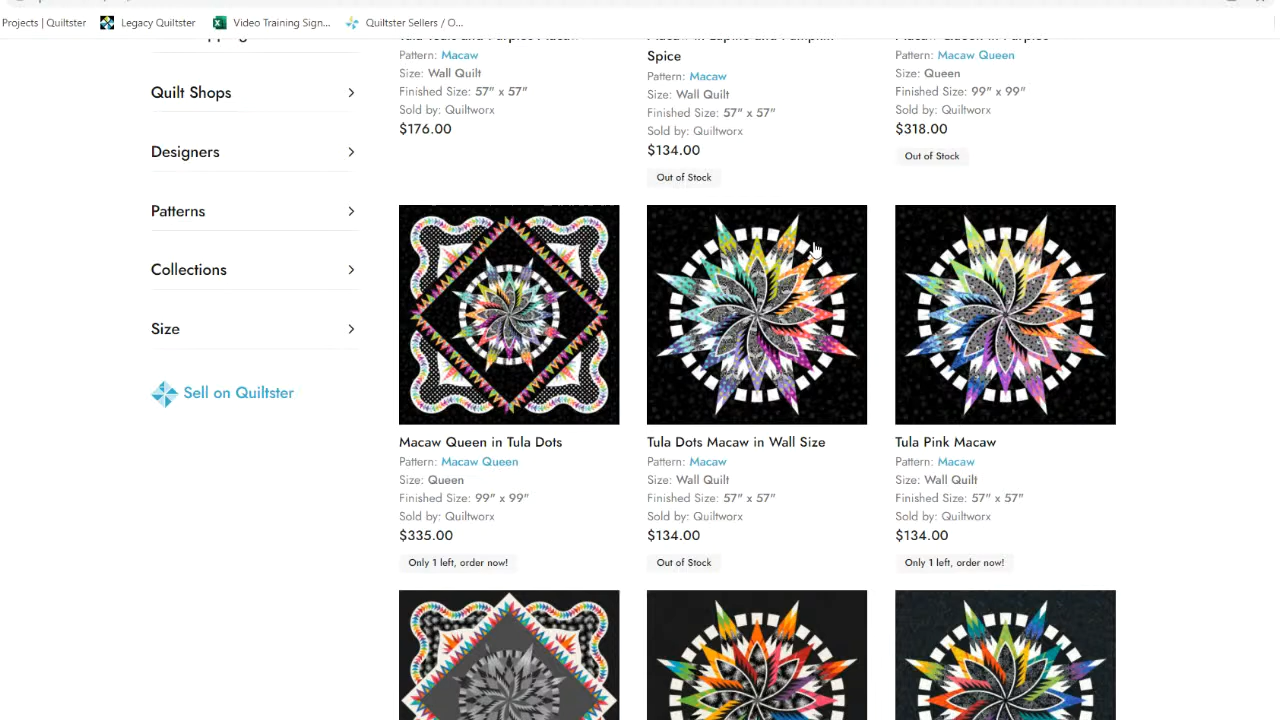 Projects | Quiltster
Legacy Quiltster
Video Training Sign...
Quiltster Sellers / O...
Quilt Shops
Designers
Patterns
Collections
Size
Sell on Quiltster
Pattern: Macaw
Size: Wall Quilt
Finished Size: 57" x 57"
Sold by: Quiltworx
$176.00
Spice
Pattern: Macaw
Size: Wall Quilt
Finished Size: 57" x 57"
Sold by: Quiltworx
$134.00
Out of Stock
Pattern: Macaw Queen
Size: Queen
Finished Size: 99" x 99"
Sold by: Quiltworx
$318.00
Out of Stock
Macaw Queen in Tula Dots
Pattern: Macaw Queen
Size: Queen
Finished Size: 99" x 99"
Sold by: Quiltworx
$335.00
Only 1 left, order now!
Tula Dots Macaw in Wall Size
Pattern: Macaw
Size: Wall Quilt
Finished Size: 57" x 57"
Sold by: Quiltworx
$134.00
Out of Stock
Tula Pink Macaw
Pattern: Macaw
Size: Wall Quilt
Finished Size: 57" x 57"
Sold by: Quiltworx
$134.00
Only 1 left, order now!